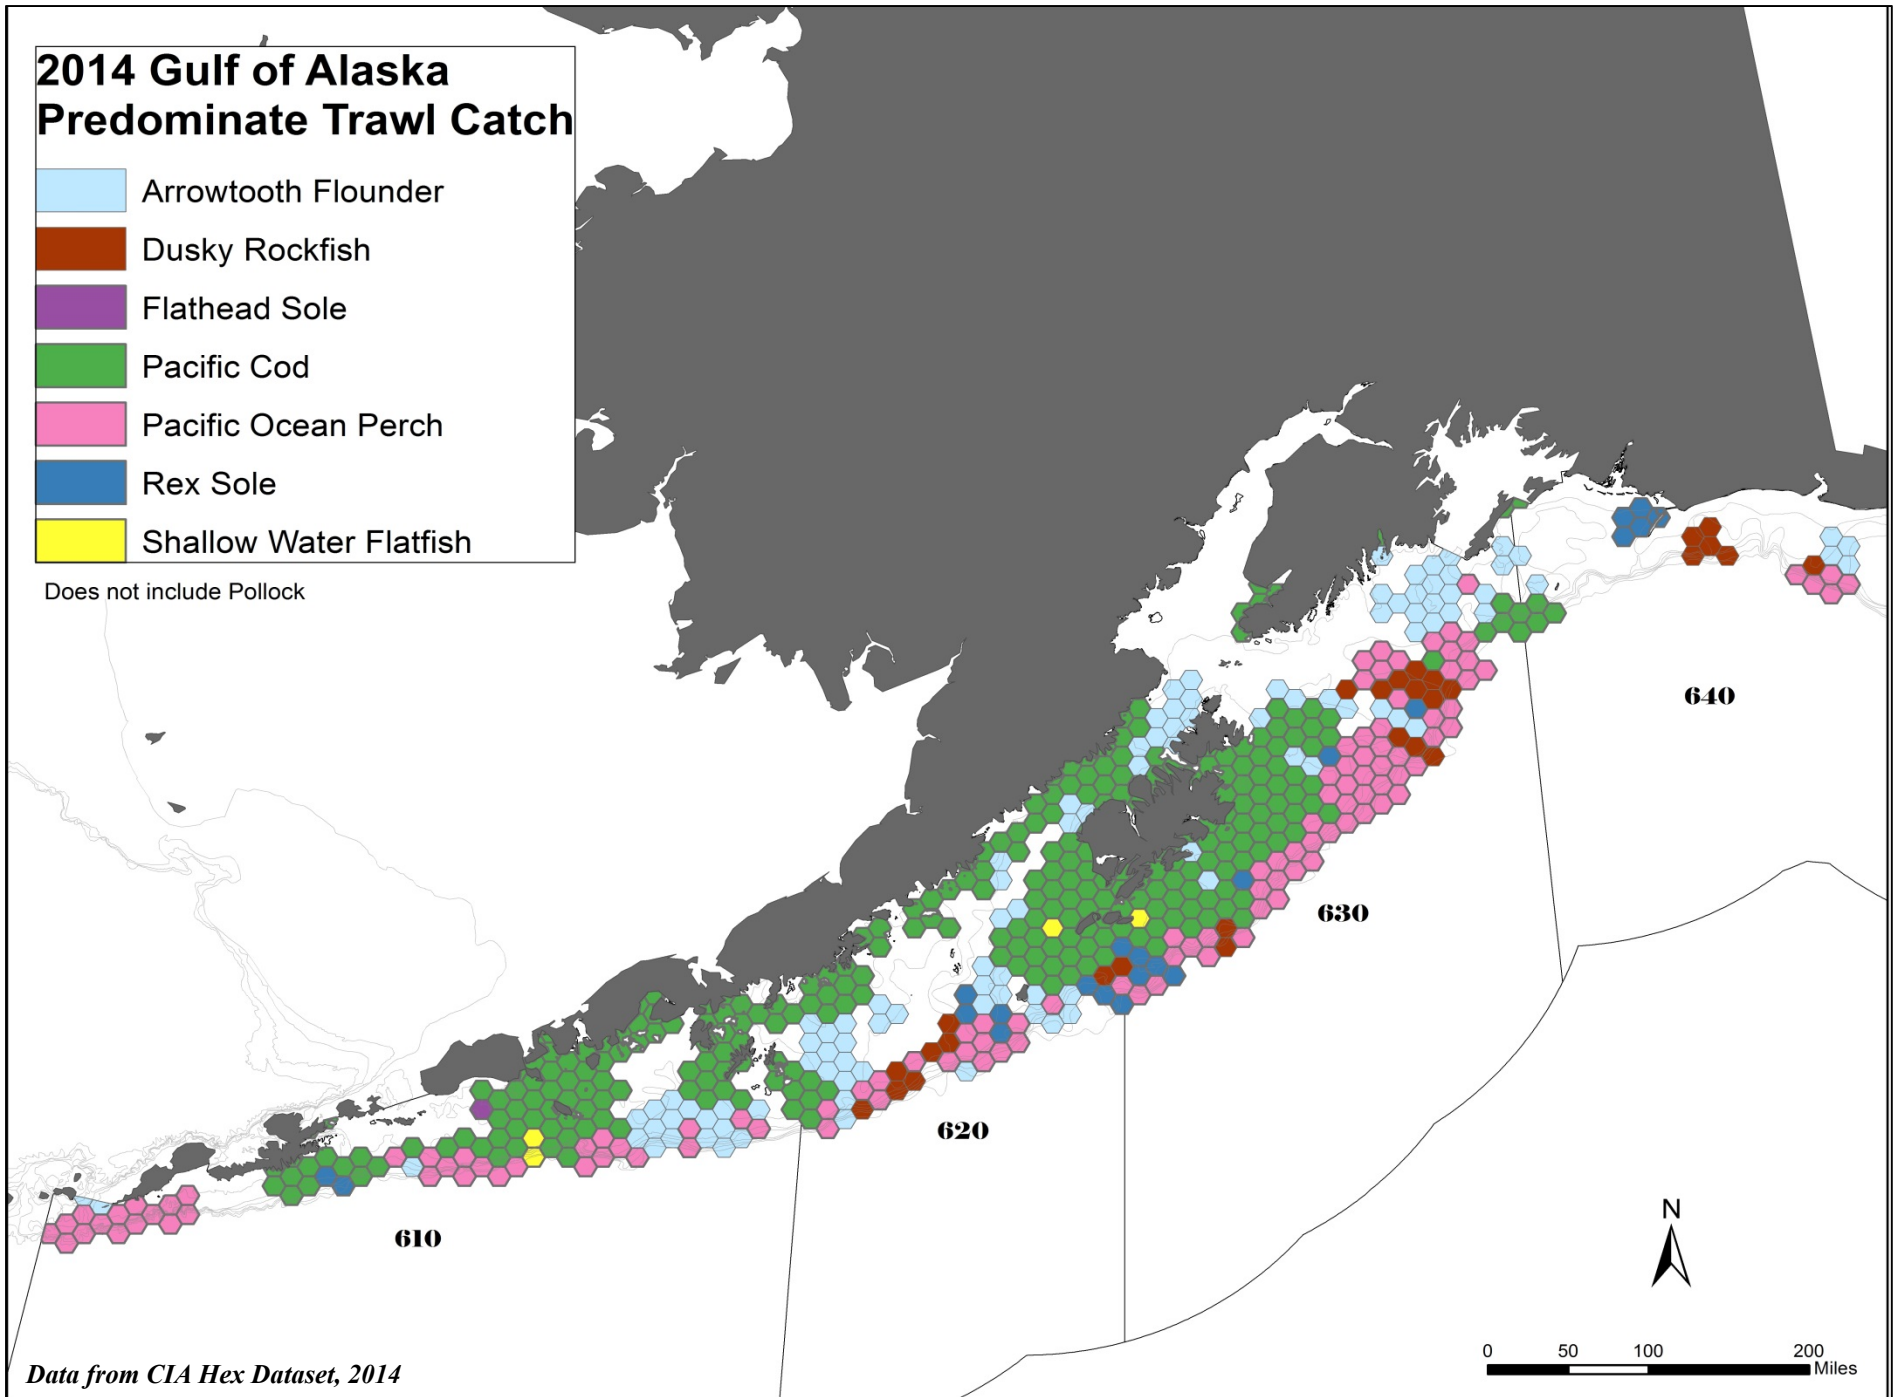 2014 Gulf of Alaska
Predominate Trawl Catch
Arrowtooth Flounder
Dusky Rockfish
Flathead Sole
Pacific Cod
Pacific Ocean Perch
Rex Sole
Shallow Water Flatfish
Does not include Pollock
640
630
620
610
N
0 50 100 200
Miles
Data from CIA Hex Dataset, 2014